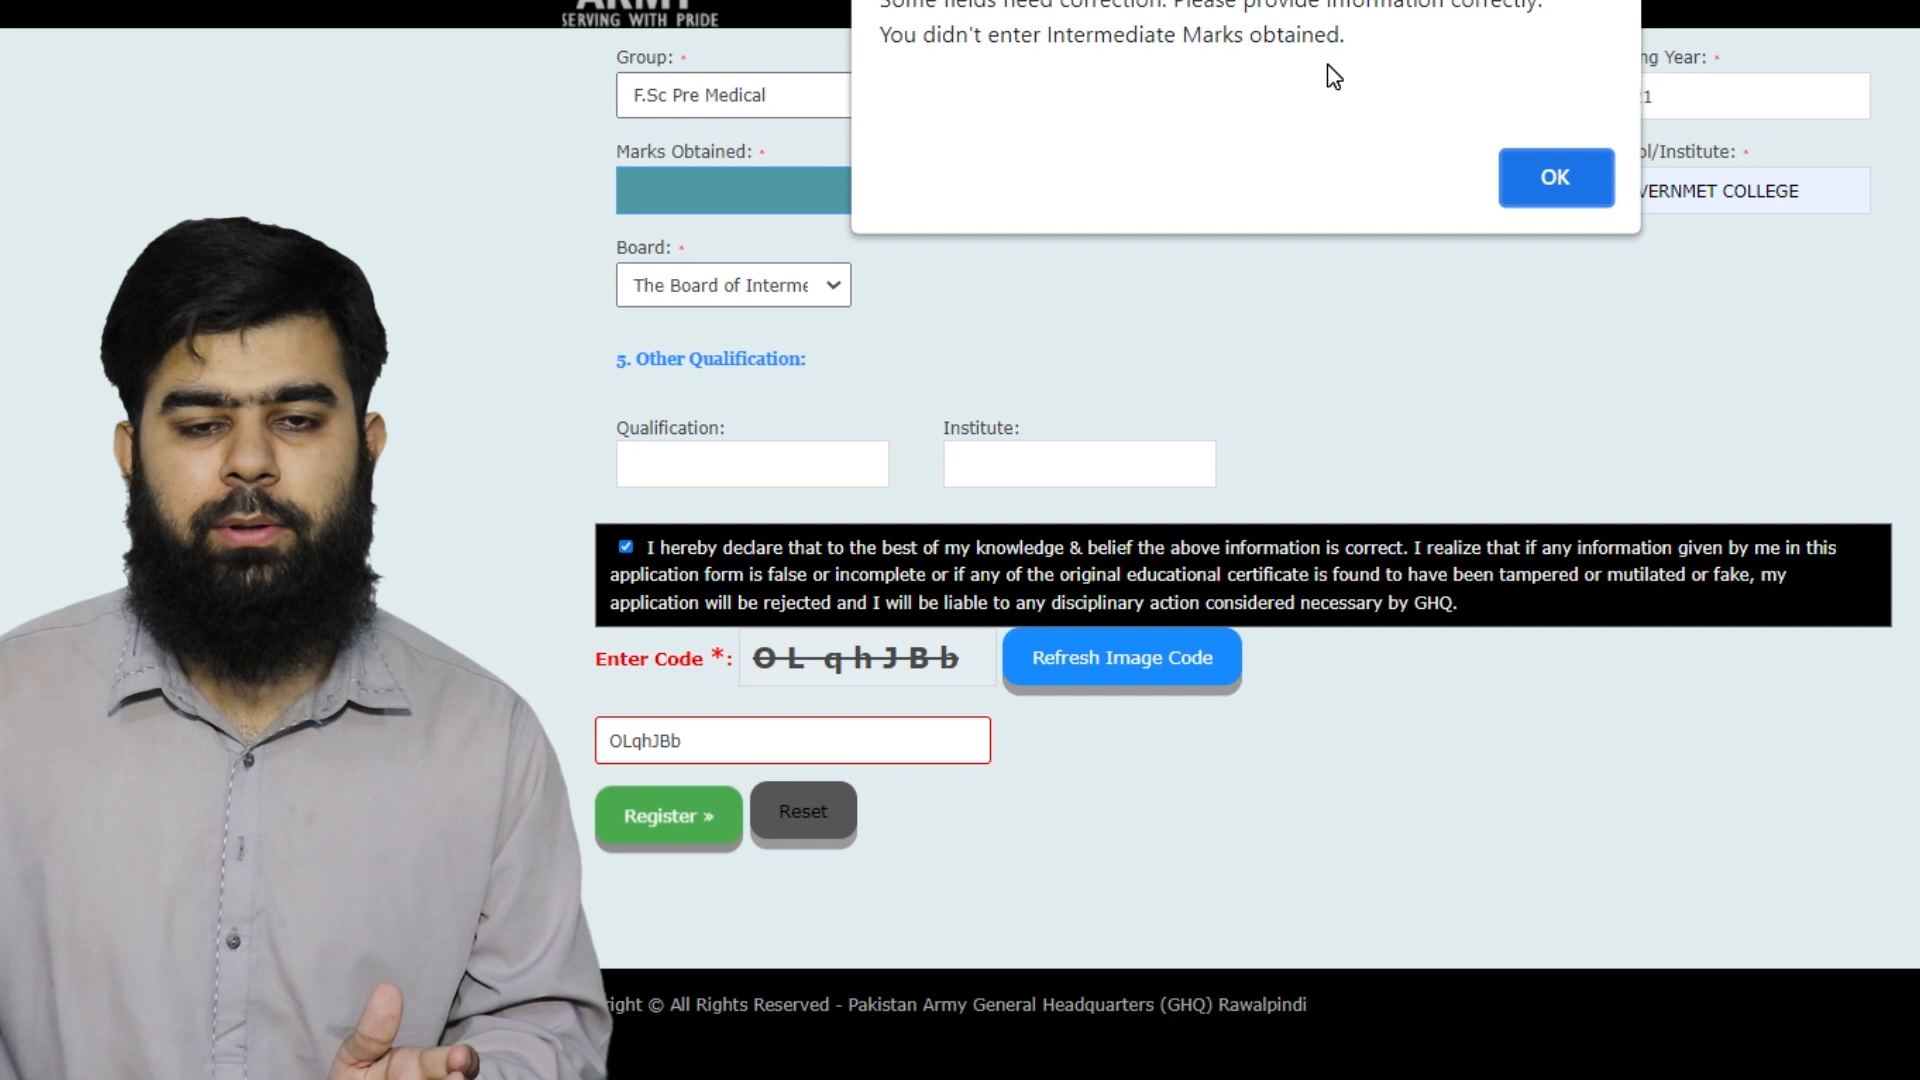 ARMY
SERVING WITH PRIDE
Some fields need correction. Please provide information correctly.
You didn't enter Intermediate Marks obtained.
OK
Group: *
ng Year: *
F.Sc Pre Medical
1
Marks Obtained: *
ol/Institute: *
VERNMET COLLEGE
Board: *
The Board of Interme
5. Other Qualification:
Qualification:
Institute:
I hereby declare that to the best of my knowledge & belief the above information is correct. I realize that if any information given by me in this
application form is false or incomplete or if any of the original educational certificate is found to have been tampered or mutilated or fake, my
application will be rejected and I will be liable to any disciplinary action considered necessary by GHQ.
Enter Code *: OLqhJBb Refresh Image Code
OLqhJBb
Register »
Reset
right © All Rights Reserved - Pakistan Army General Headquarters (GHQ) Rawalpindi